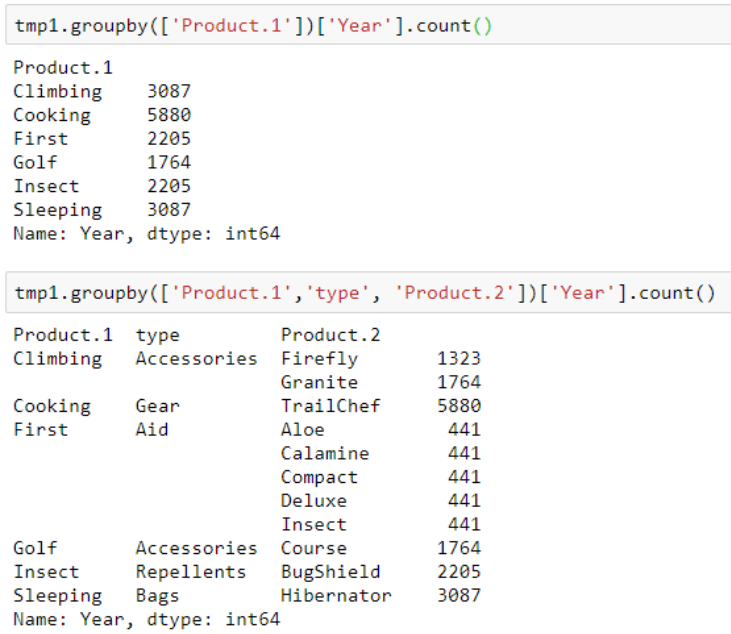 tmp1.groupby(['Product.1'])['Year'].count()
Product.1
Climbing    3087
Cooking     5880
First       2205
Golf        1764
Insect      2205
Sleeping    3087
Name: Year, dtype: int64
tmp1.groupby(['Product.1','type', 'Product.2'])['Year'].count()
Product.1  type         Product.2
Climbing   Accessories  Firefly       1323
                        Granite       1764
Cooking    Gear         TrailChef     5880
First      Aid          Aloe           441
                        Calamine       441
                        Compact        441
                        Deluxe         441
                        Insect         441
Golf       Accessories  Course        1764
Insect     Repellents   BugShield     2205
Sleeping   Bags         Hibernator    3087
Name: Year, dtype: int64